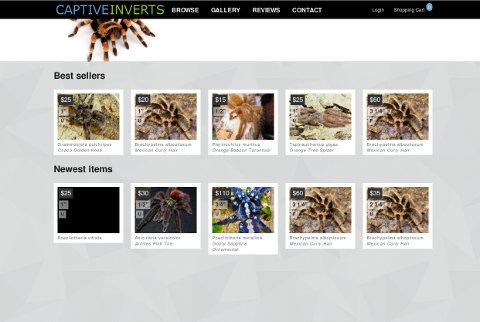 CAPTIVEINVERTS BROWSE GALLERY REVIEWS CONTACT Login Shopping Cart
Best sellers
$25 $20 $15 $25 $60
1" 1" 1 2" 1" 3 1/4"
U U U U U
Grammostola pulchripes Brachypelma albopilosum Pterinochilus murinus Tapinauchenius gigas Brachypelma albopilosum
Chaco Golden Knee Mexican Curly Hair Orange Baboon Tarantula Orange Tree Spider Mexican Curly Hair
Newest items
$25 $30 $110 $60 $35
1" 1 2" 3 4" 3 1/4" 2 1/4"
U U U U U
Poecilotheria vittata Avicularia versicolor Poecilotheria metallica Brachypelma albopilosum Brachypelma albopilosum
Antilles Pink Toe Gooty Sapphire Mexican Curly Hair Mexican Curly Hair
Ornamental